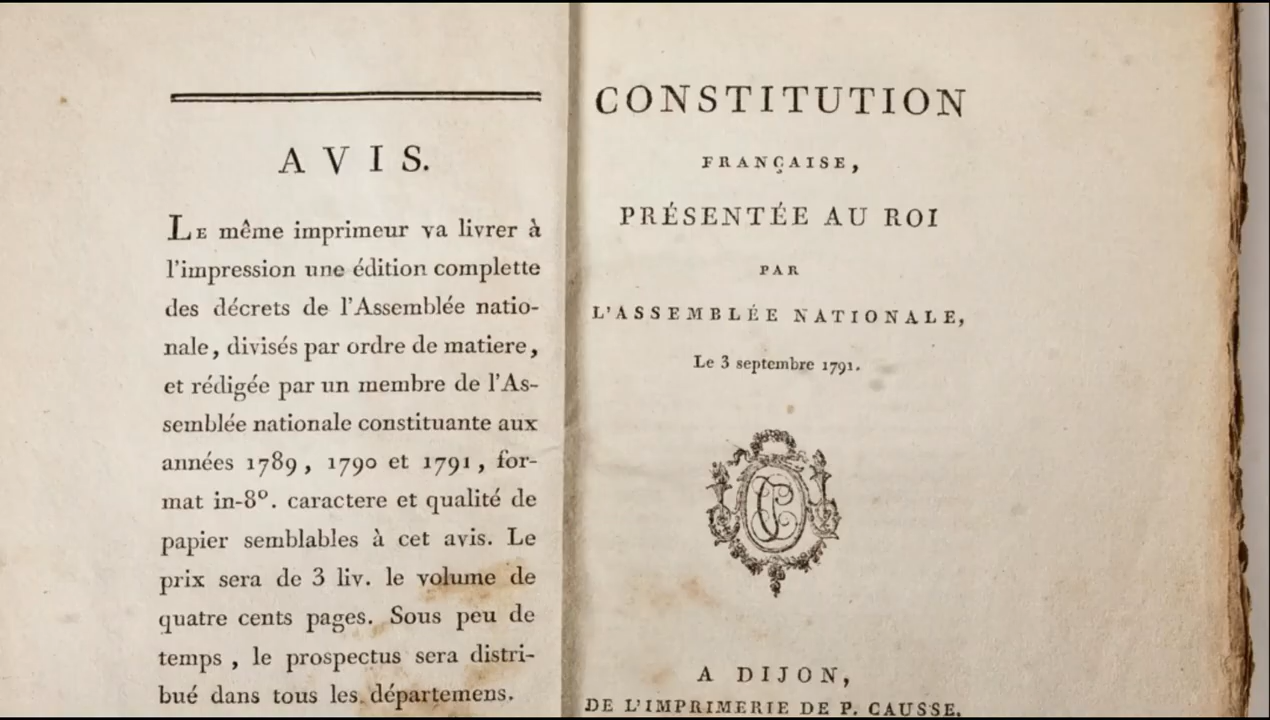 AVIS.
LE même imprimeur va livrer à
l'impression une édition complette
des décrets de l'Assemblée natio-
nale, divisés par ordre de matiere,
et rédigée par un membre de l'As-
semblée nationale constituante aux
années 1789, 1790 et 1791, for-
mat in-8º. caractere et qualité de
papier semblables à cet avis. Le
prix sera de 3 liv. le volume de
quatre cents pages. Sous peu de
temps, le prospectus sera distri-
bué dans tous les départemens.
CONSTITUTION
FRANÇAISE,
PRÉSENTÉE AU ROI
PAR
L'ASSEMBLÉE NATIONALE,
Le 3 septembre 1791.
A DIJON,
DE L'IMPRIMERIE DE P. CAUSSE.